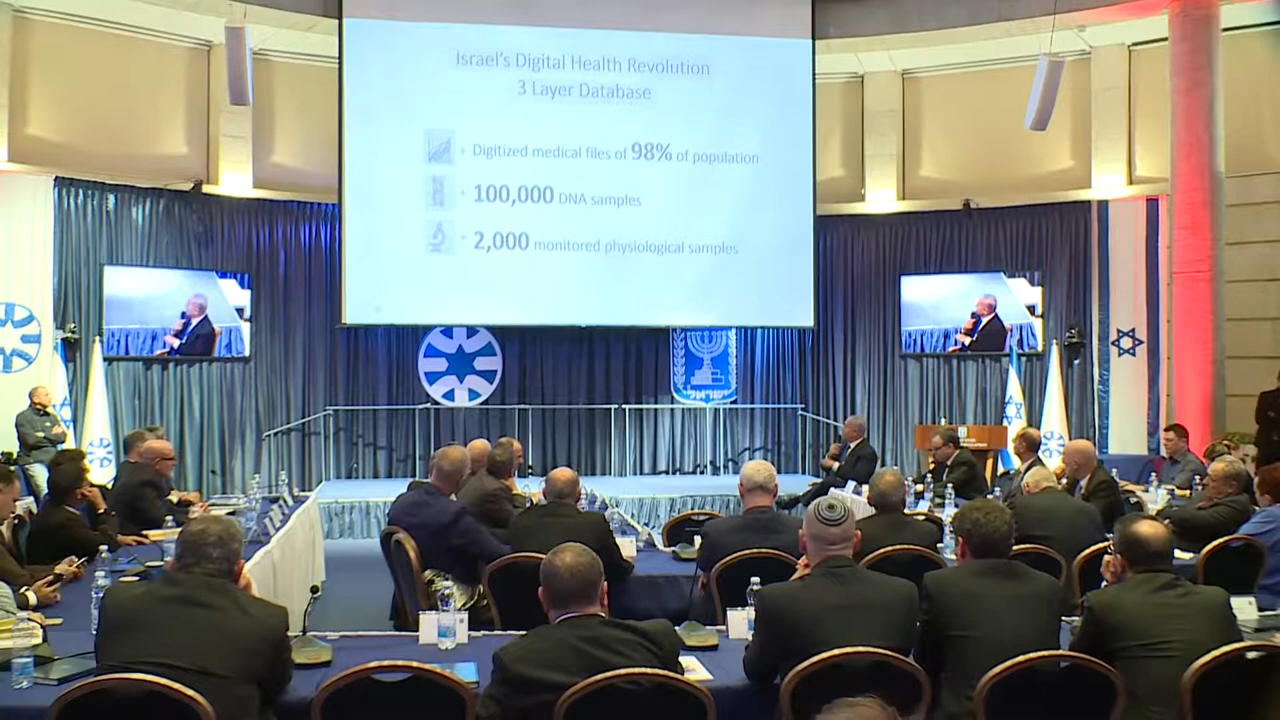 Israel's Digital Health Revolution
3 Layer Database
Digitized medical files of 98% of population
100,000 DNA samples
2,000 monitored physiological samples
ישראל